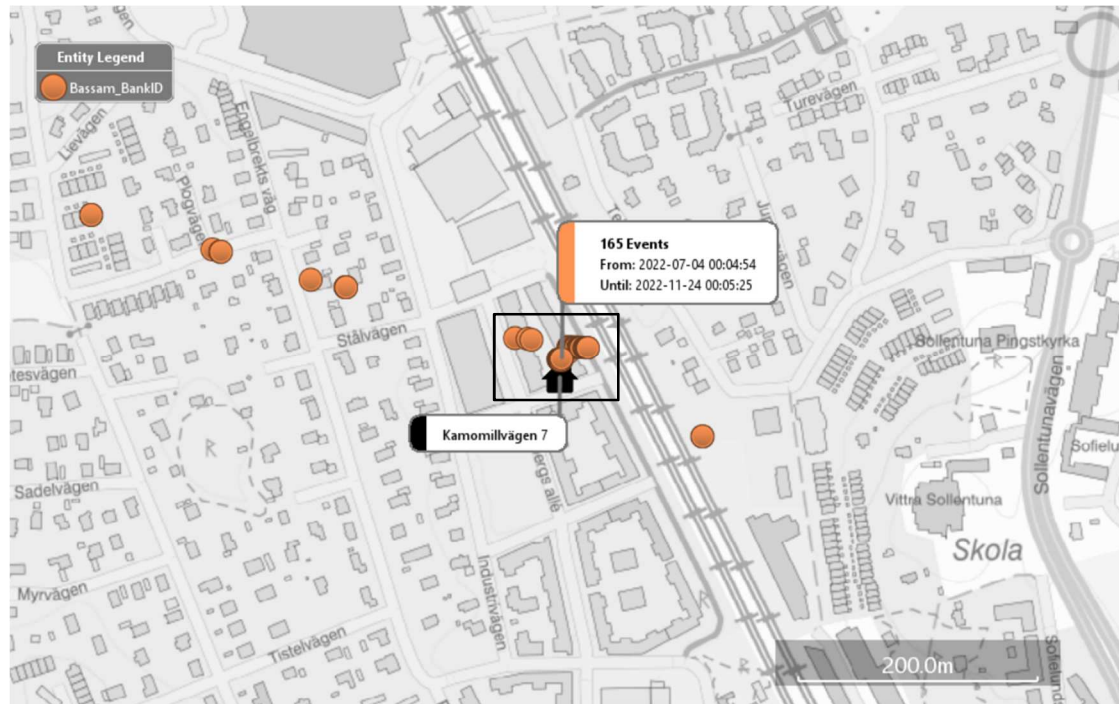 Entity Legend
Bassam_BankID
Lievägen
Plogvägen
Engelbrekts väg
Turevägen
165 Events
From: 2022-07-04 00:04:54
Until: 2022-11-24 00:05:25
Stålvägen
Sollentuna Pingstkyrka
Sollentunavägen
Kamomillvägen 7
Sadelvägen
Vittra Sollentuna
Skola
Industrivägen
Myrvägen
Tistelvägen
200.0m